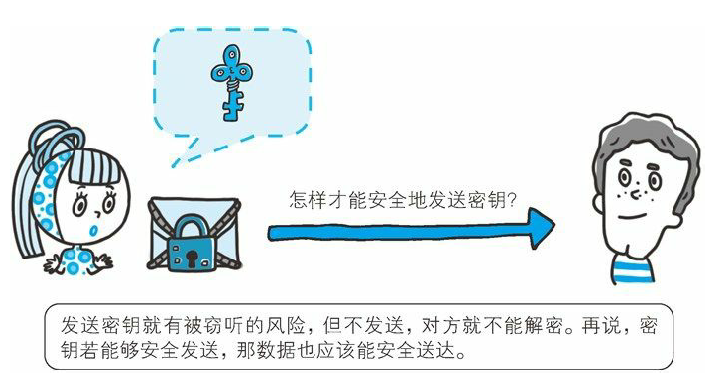 怎样才能安全地发送密钥?
发送密钥就有被窃听的风险，但不发送，对方就不能解密。再说，密
钥若能够安全发送，那数据也应该能安全送达。